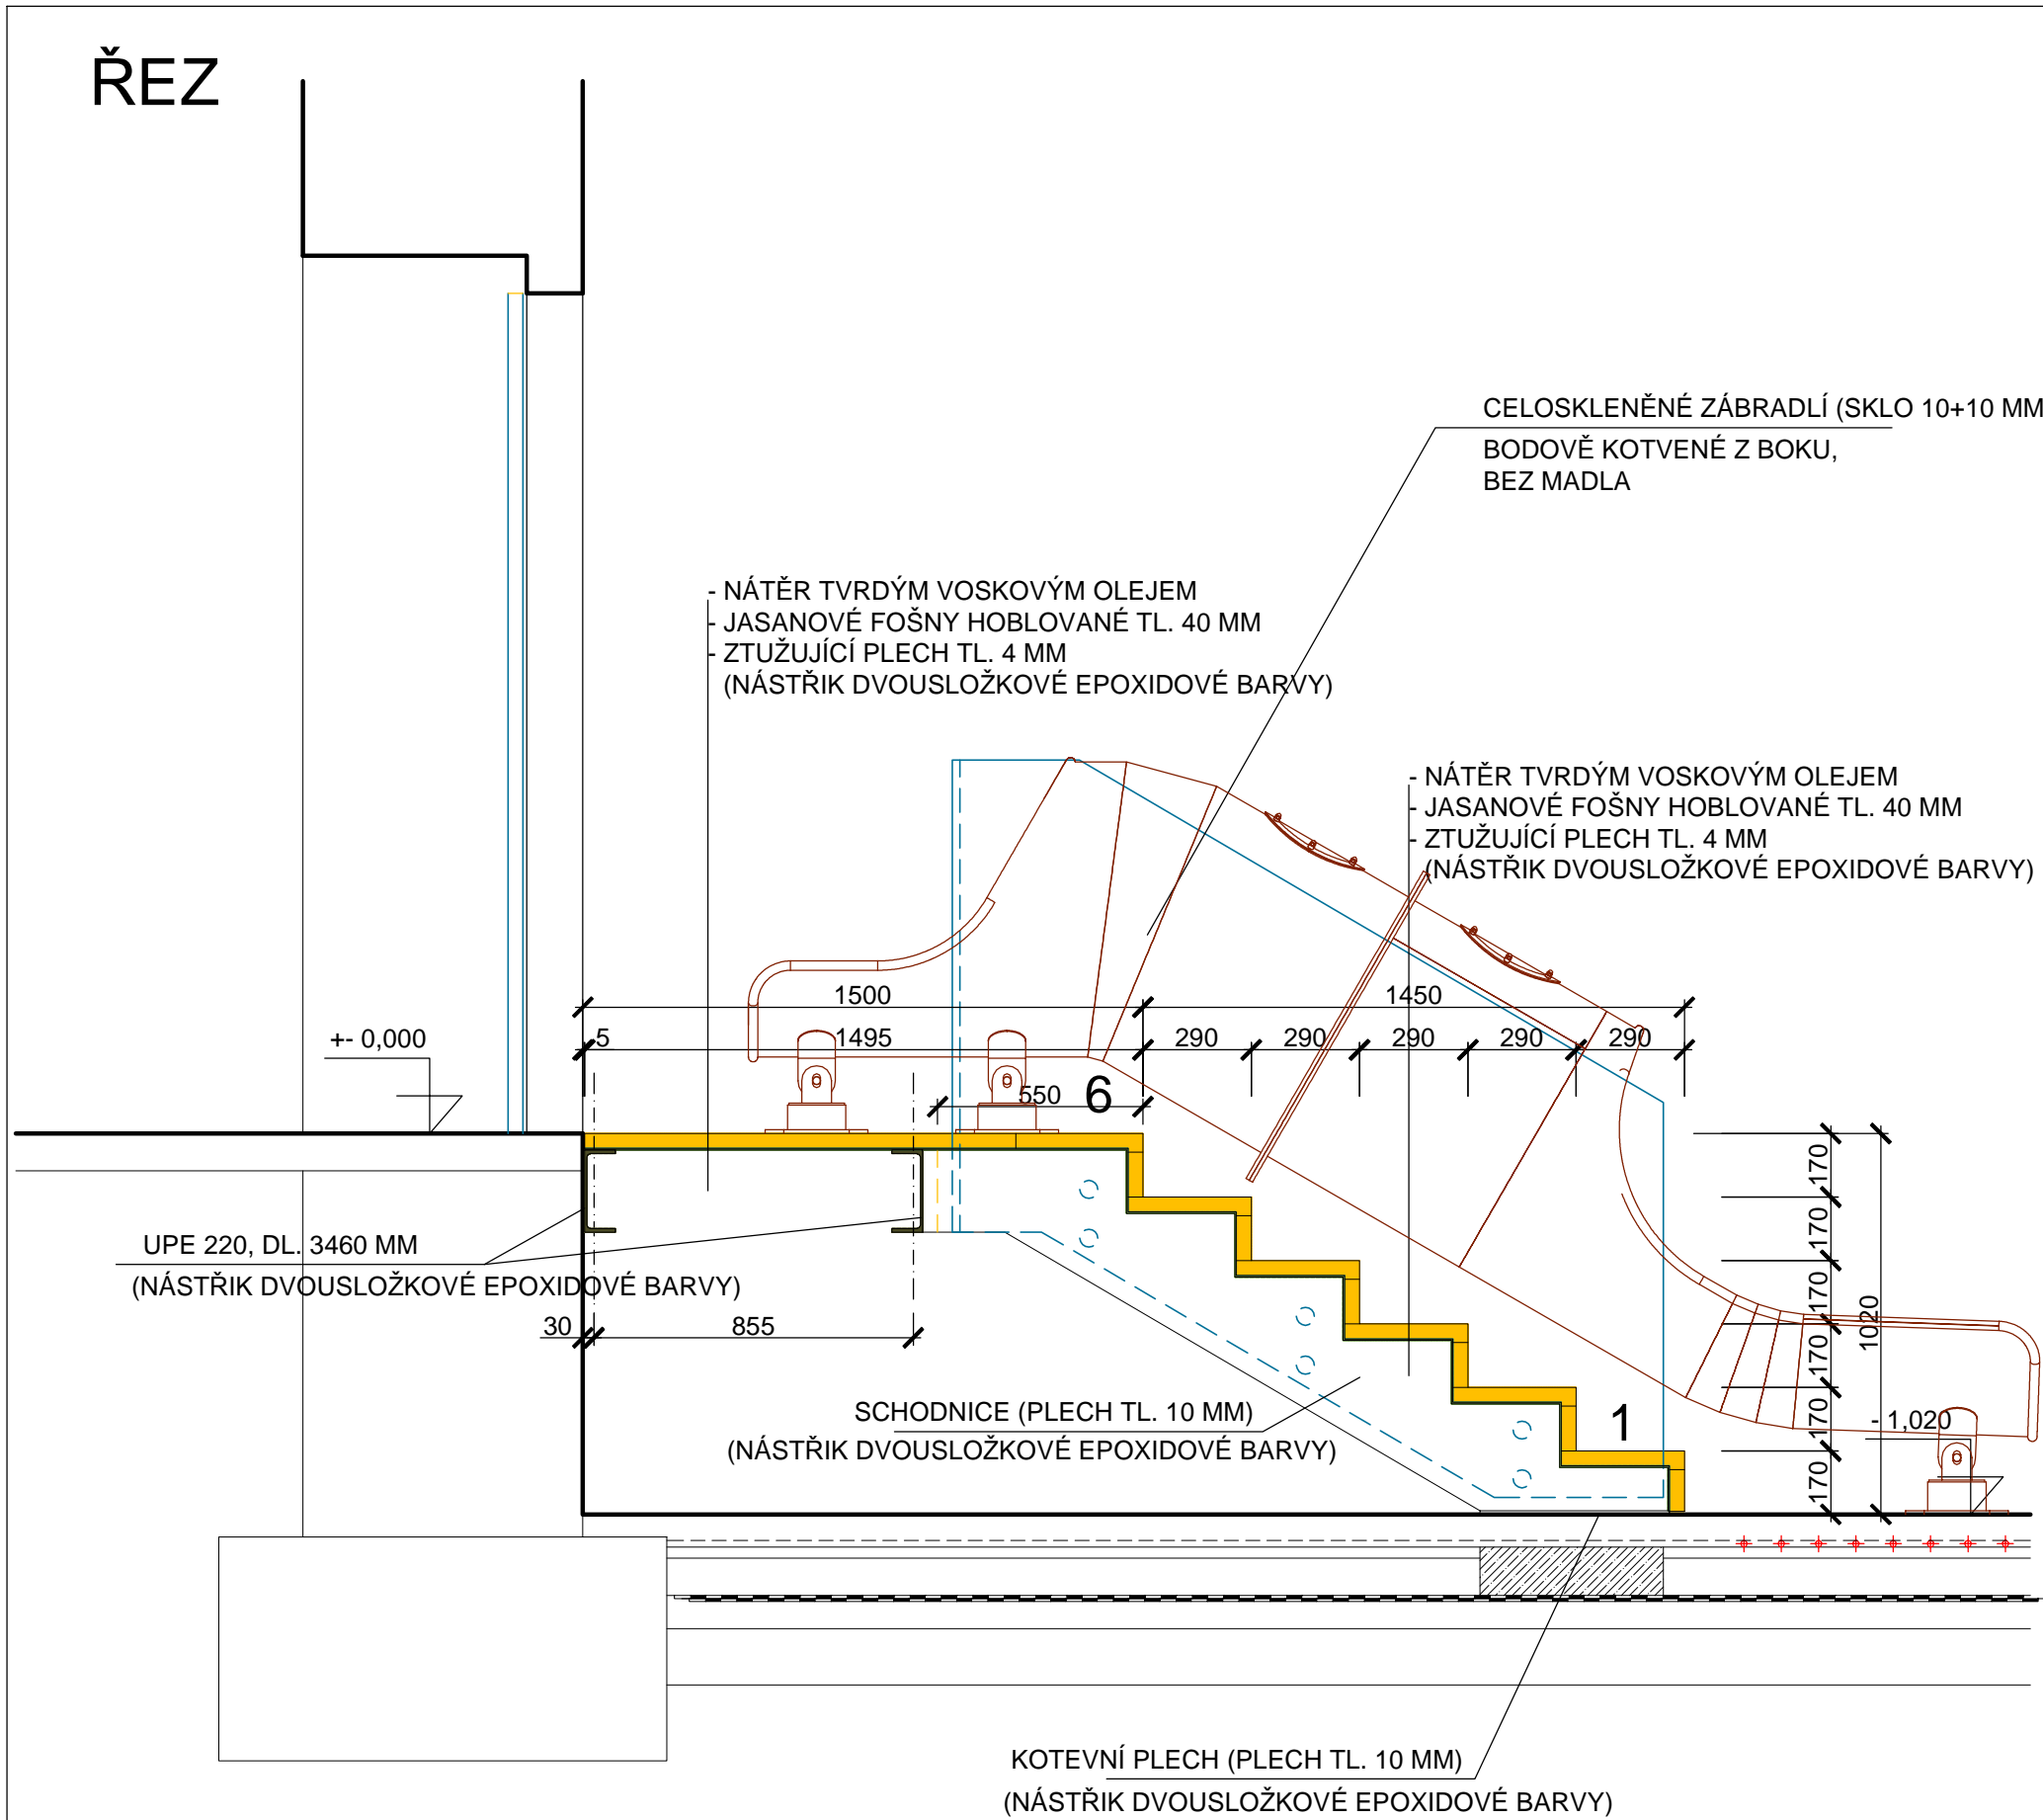 ŘEZ
CELOSKLENĚNÉ ZÁBRADLÍ (SKLO 10+10 MM
BODOVĚ KOTVENÉ Z BOKU,
BEZ MADLA
- NÁTĚR TVRDÝM VOSKOVÝM OLEJEM
- JASANOVÉ FOŠNY HOBLOVANÉ TL. 40 MM
- ZTUŽUJÍCÍ PLECH TL. 4 MM
(NÁSTŘIK DVOUSLOŽKOVÉ EPOXIDOVÉ BARVY)
- NÁTĚR TVRDÝM VOSKOVÝM OLEJEM
- JASANOVÉ FOŠNY HOBLOVANÉ TL. 40 MM
- ZTUŽUJÍCÍ PLECH TL. 4 MM
(NÁSTŘIK DVOUSLOŽKOVÉ EPOXIDOVÉ BARVY)
1500
1450
+- 0,000
5
1495
290
290
290
290
290
550
6
170
170
170
170
170
170
1020
UPE 220, DL. 3460 MM
(NÁSTŘIK DVOUSLOŽKOVÉ EPOXIDOVÉ BARVY)
30
855
SCHODNICE (PLECH TL. 10 MM)
(NÁSTŘIK DVOUSLOŽKOVÉ EPOXIDOVÉ BARVY)
1
- 1,020
KOTEVNÍ PLECH (PLECH TL. 10 MM)
(NÁSTŘIK DVOUSLOŽKOVÉ EPOXIDOVÉ BARVY)